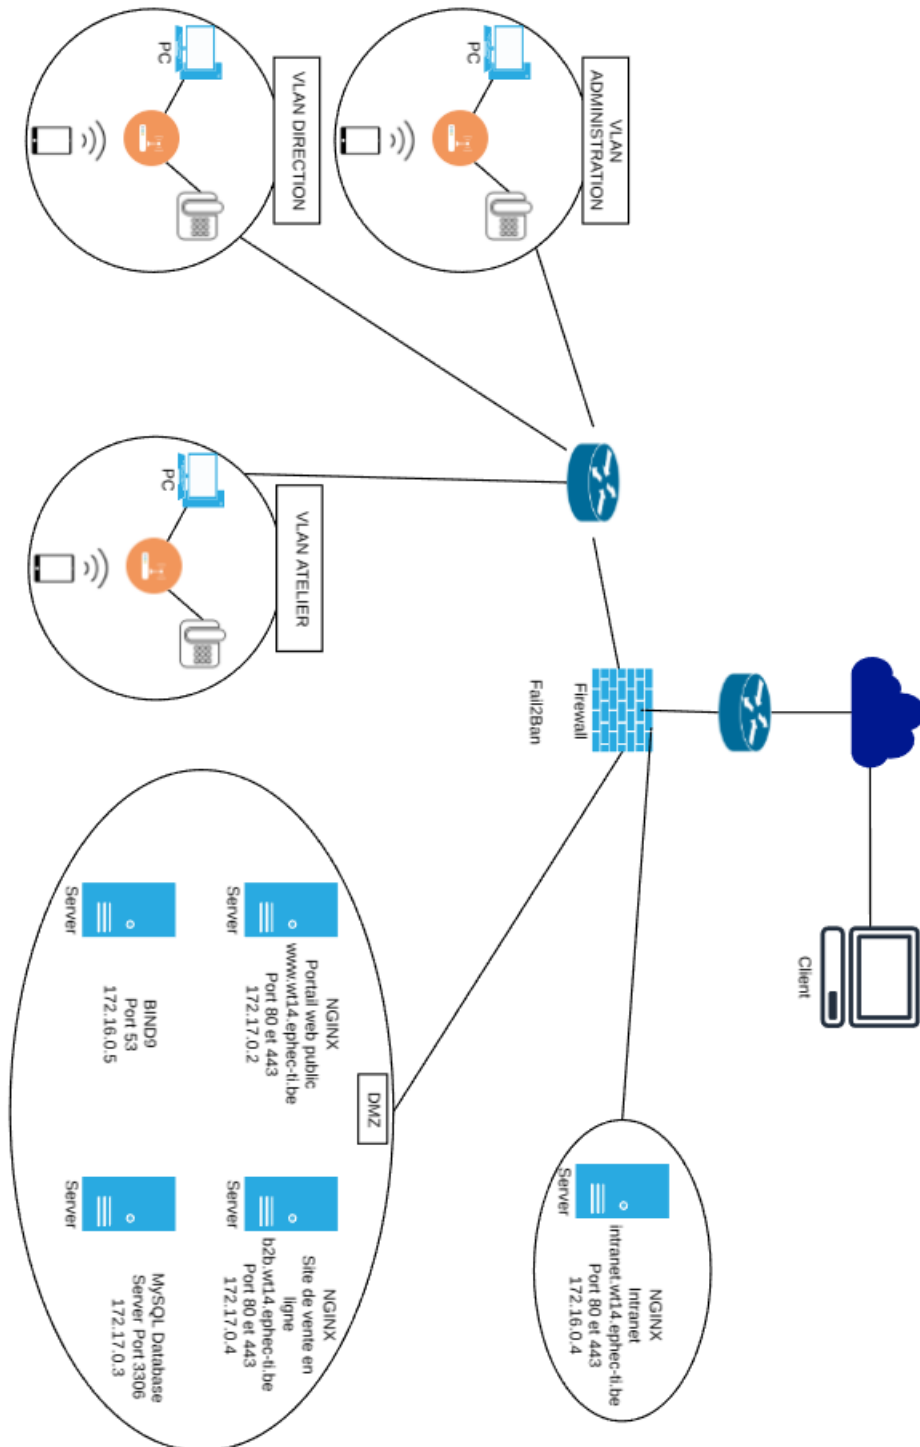 Client
NGINX
Intranet
intranet.wt14.ephec-ti.be
Port 80 et 443
172.16.0.4
Server
Firewall
Fail2Ban
VLAN
ADMINISTRATION
PC
VLAN DIRECTION
PC
VLAN ATELIER
PC
DMZ
NGINX
Portail web public
www.wt14.ephec-ti.be
Port 80 et 443
172.17.0.2
Server
NGINX
Site de vente en
ligne
b2b.wt14.ephec-ti.be
Port 80 et 443
172.17.0.4
Server
BIND9
Port 53
172.16.0.5
Server
MySQL Database
Server Port 3306
172.17.0.3
Server